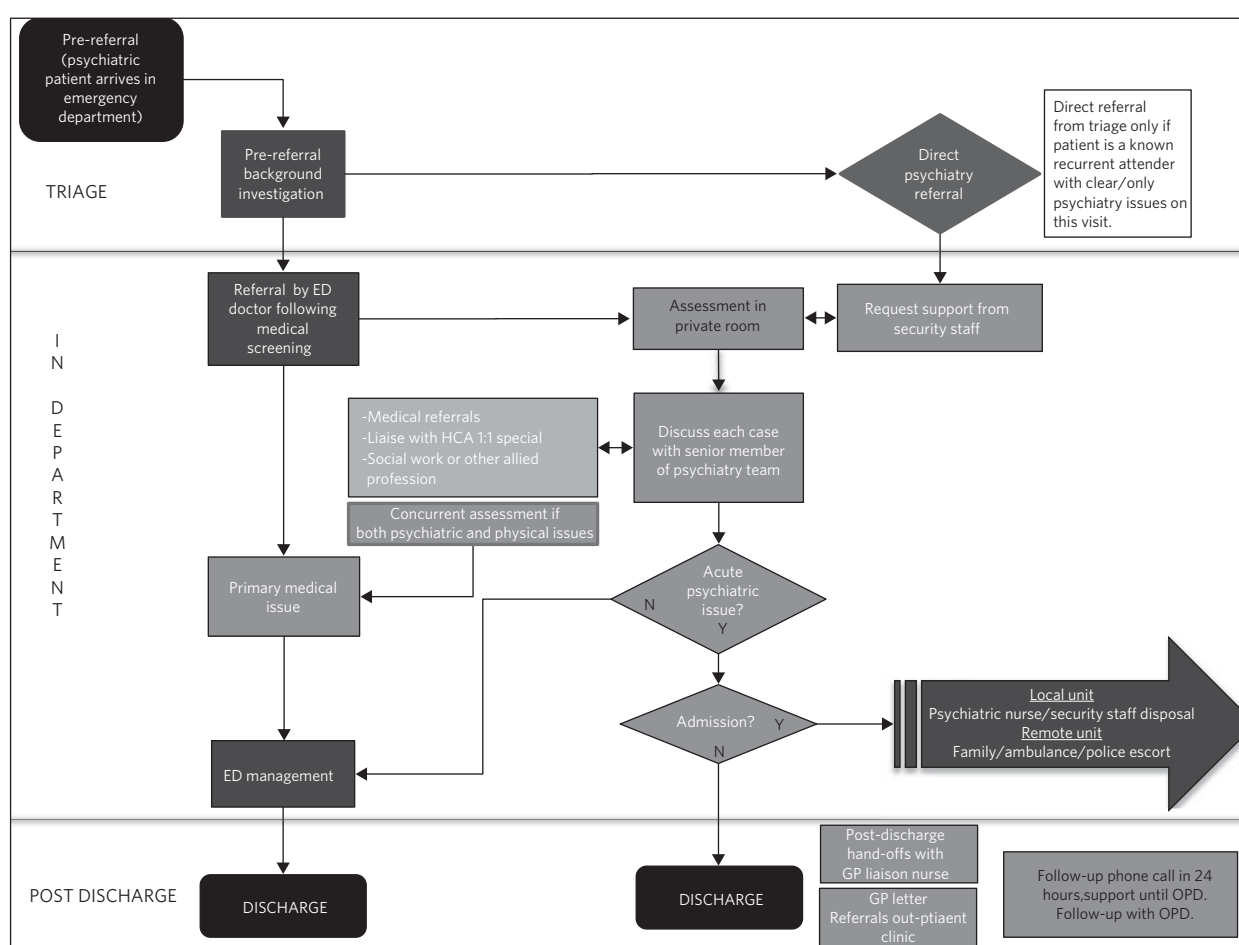 Pre-referral
(psychiatric
patient arrives in
emergency
department)
TRIAGE
Pre-referral
background
investigation
Direct
psychiatry
referral
Direct referral
from triage only if
patient is a known
recurrent attender
with clear/only
psychiatry issues on
this visit.
IN DEPARTMENT
Referral by ED
doctor following
medical
screening
Assessment in
private room
Request support from
security staff
-Medical referrals
-Liaise with HCA 1:1 special
-Social work or other allied
profession
Discuss each case
with senior member
of psychiatry team
Concurrent assessment if
both psychiatric and physical issues
Primary medical
issue
Acute
psychiatric
issue?
N
Y
Admission?
Y
N
Local unit
Psychiatric nurse/security staff disposal
Remote unit
Family/ambulance/police escort
ED management
POST DISCHARGE
DISCHARGE
DISCHARGE
Post-discharge
hand-offs with
GP liaison nurse
GP letter
Referrals out-ptiaent
clinic
Follow-up phone call in 24
hours,support until OPD.
Follow-up with OPD.